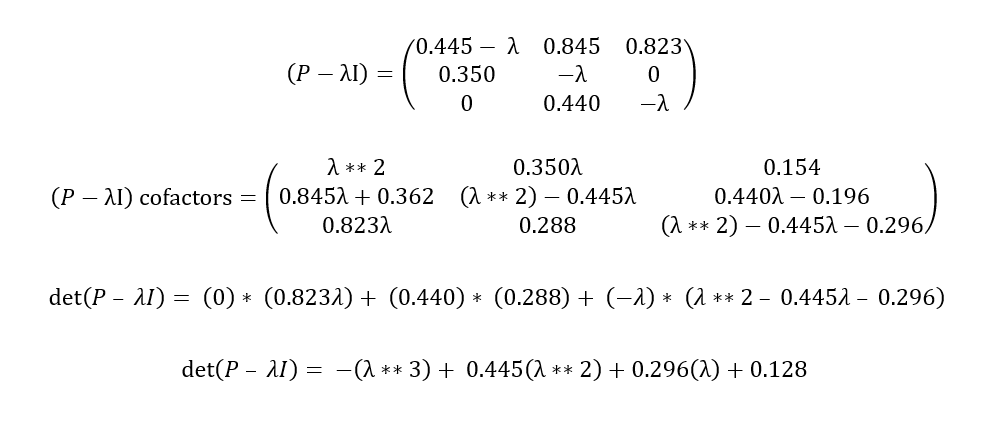 (P − λI) = (0.445 − λ 0.845 0.823
0.350 −λ 0
0 0.440 −λ)
(P − λI) cofactors = (λ ∗∗ 2 0.350λ 0.154
0.845λ + 0.362 (λ ∗∗ 2) − 0.445λ 0.440λ − 0.196
0.823λ 0.288 (λ ∗∗ 2) − 0.445λ − 0.296)
det(P – λI) = (0) ∗ (0.823λ) + (0.440) ∗ (0.288) + (−λ) ∗ (λ ∗∗ 2 – 0.445λ – 0.296)
det(P – λI) = −(λ ∗∗ 3) + 0.445(λ ∗∗ 2) + 0.296(λ) + 0.128